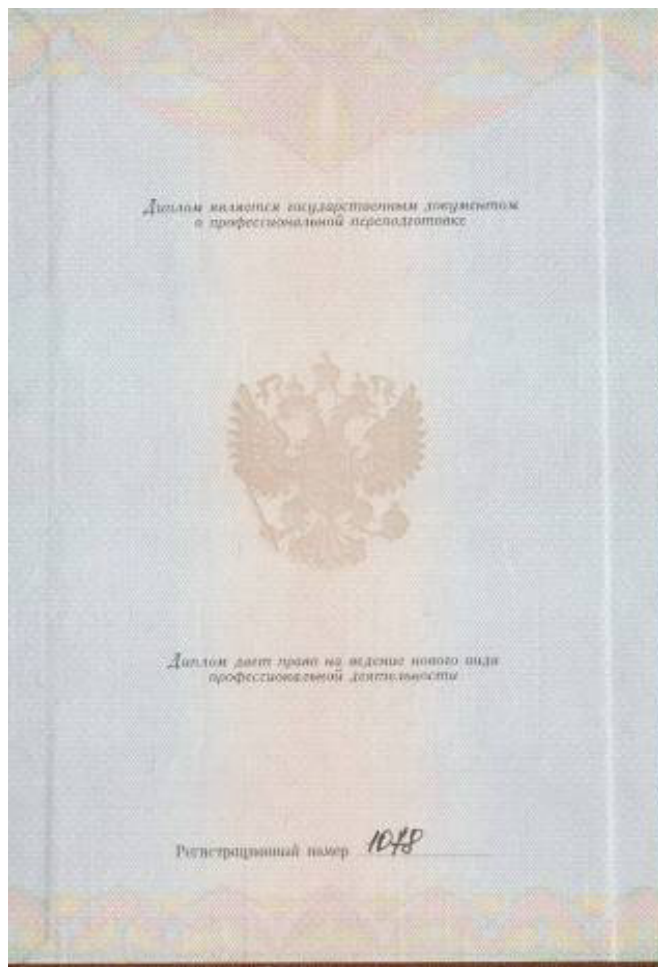 Диплом является государственным документом
о профессиональной переподготовке
Диплом дает право на ведение нового вида
профессиональной деятельности
Регистрационный номер 1078